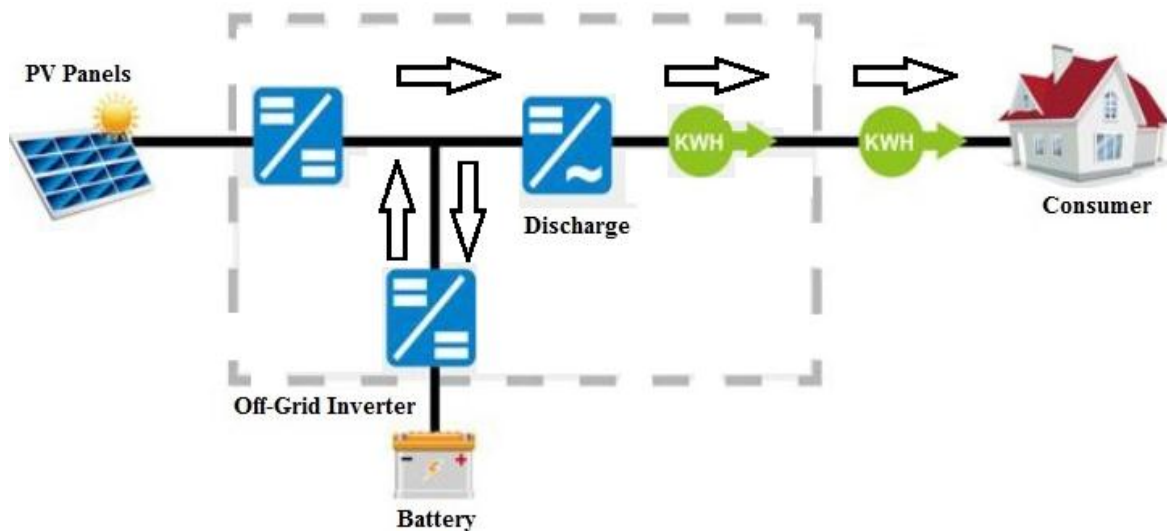 PV Panels
KWH
KWH
Discharge
Consumer
Off-Grid Inverter
Battery